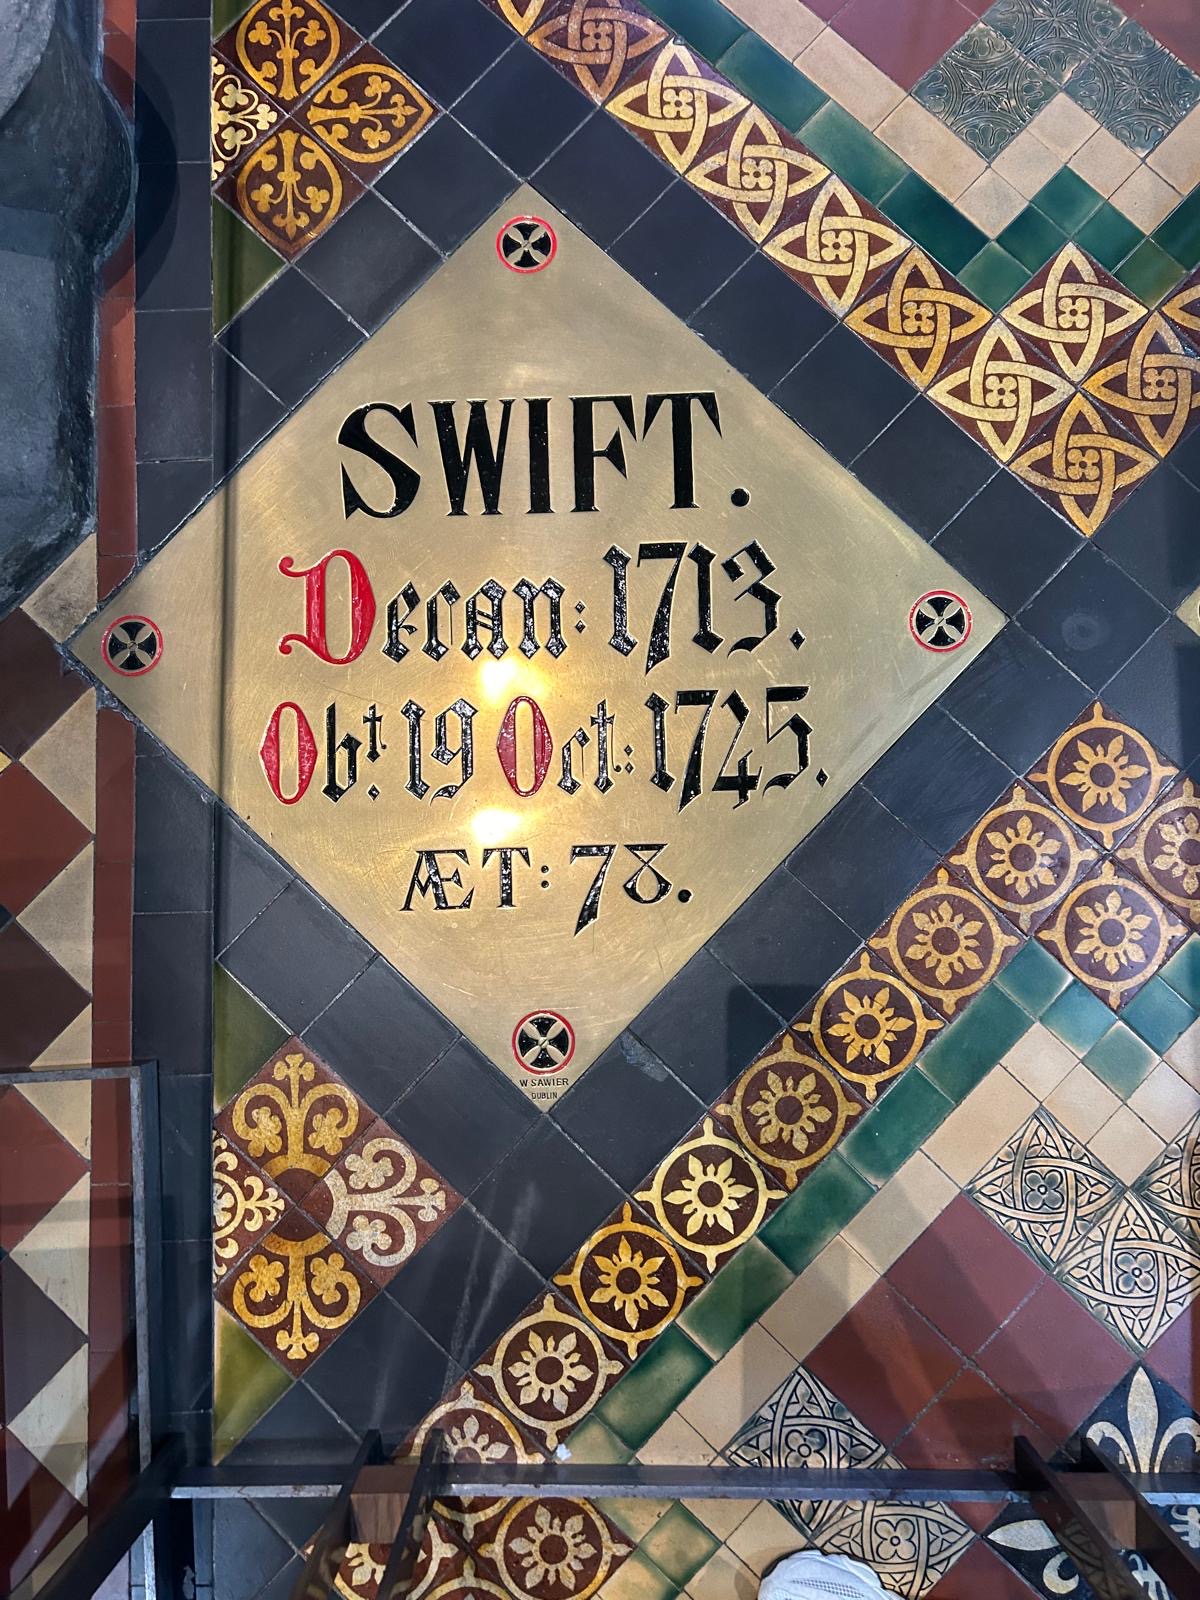 SWIFT.
Decan: 1713.
Obt. 19 Oct: 1745.
ÆT: 78.
W SAWIER
DUBLIN